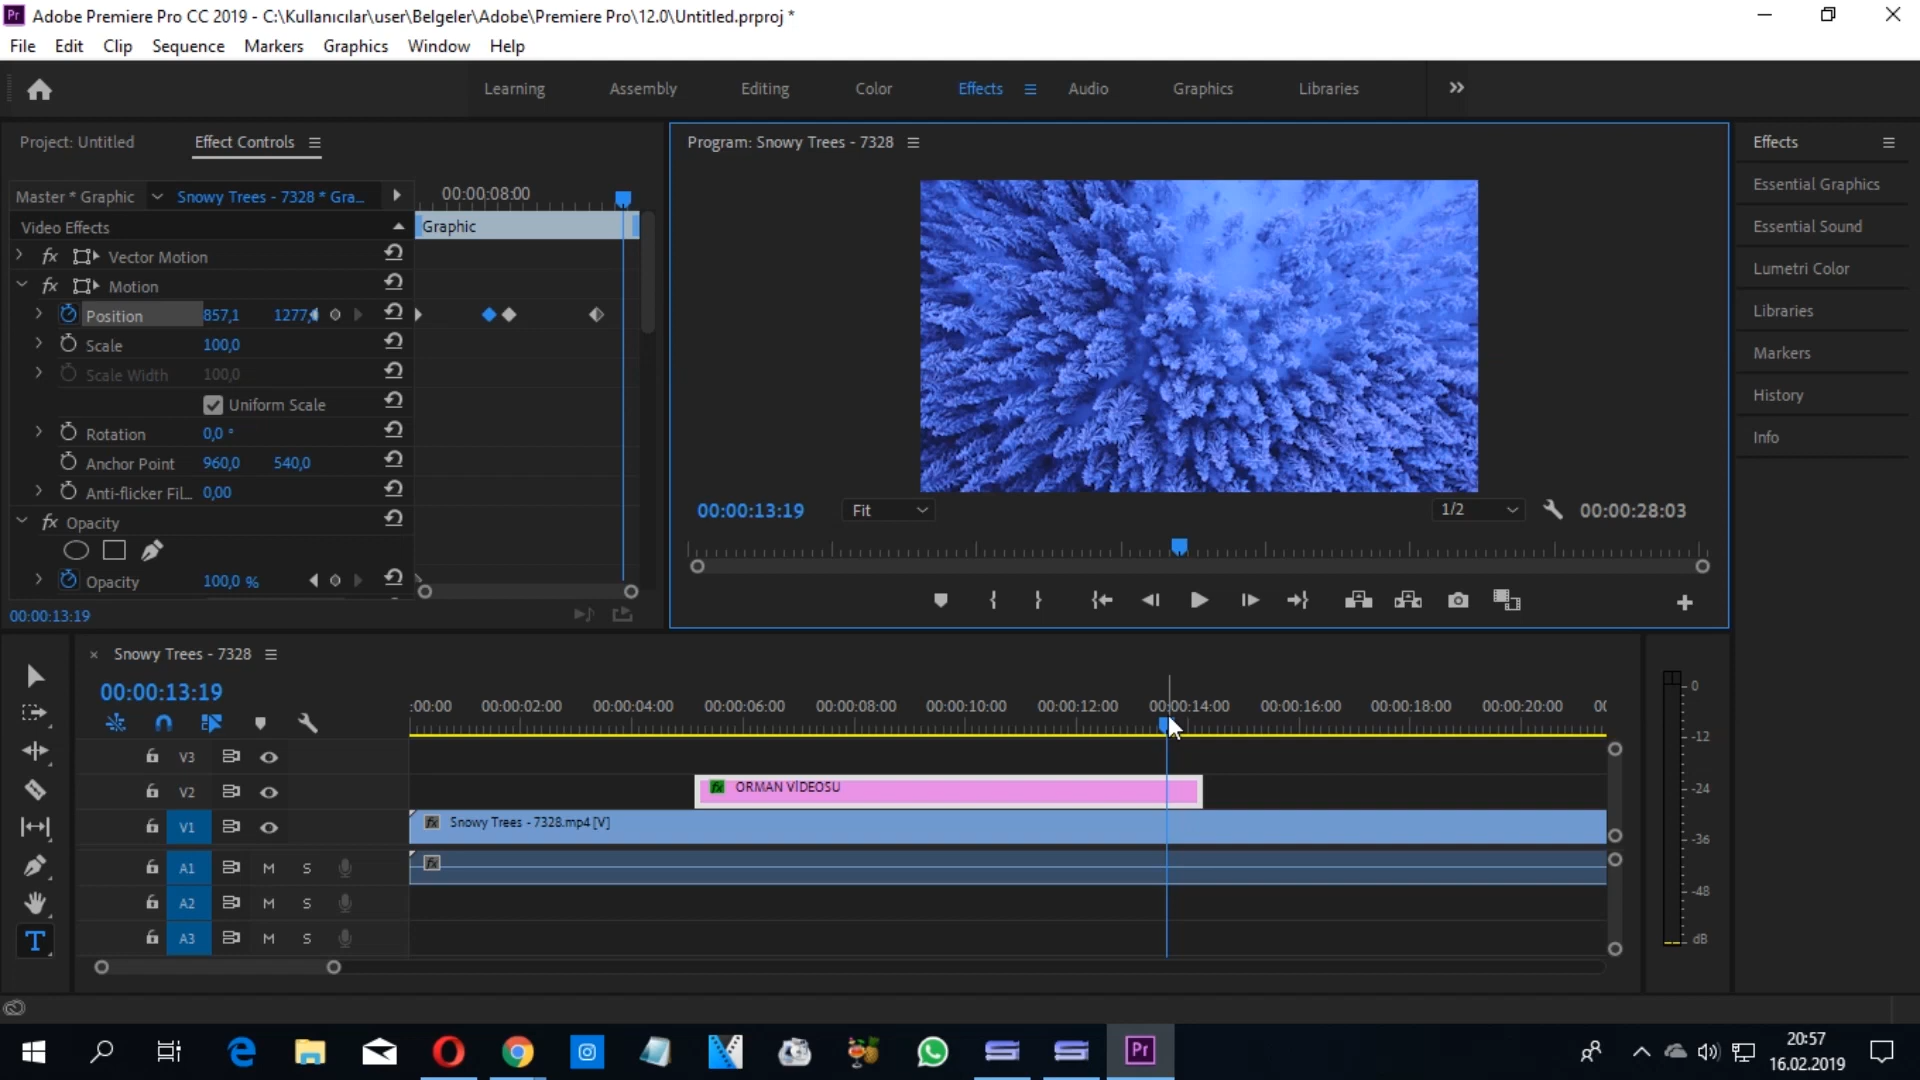 Adobe Premiere Pro CC 2019 - C:\Kullanıcılar\user\Belgeler\Adobe\Premiere Pro\12.0\Untitled.prproj *
File Edit Clip Sequence Markers Graphics Window Help
Learning Assembly Editing Color Effects Audio Graphics Libraries
Project: Untitled Effect Controls
Program: Snowy Trees - 7328
Effects
Essential Graphics
Essential Sound
Lumetri Color
Libraries
Markers
History
Info
Master * Graphic Snowy Trees - 7328 * Gra... 00:00:08:00
Video Effects Graphic
fx Vector Motion
fx Motion
Position 857,1 1277,
Scale 100,0
Scale Width 100,0
Uniform Scale
Rotation 0,0 °
Anchor Point 960,0 540,0
Anti-flicker Fil... 0,00
fx Opacity
Opacity 100,0 %
00:00:13:19
00:00:13:19 Fit 1/2 00:00:28:03
Snowy Trees - 7328
00:00:13:19
:00:00 00:00:02:00 00:00:04:00 00:00:06:00 00:00:08:00 00:00:10:00 00:00:12:00 00:00:14:00 00:00:16:00 00:00:18:00 00:00:20:00 00
V3
V2 fx ORMAN VİDEOSU
V1 fx Snowy Trees - 7328.mp4 [V]
A1 M S fx
A2 M S
A3 M S
0
-12
-24
-36
-48
dB
20:57
16.02.2019